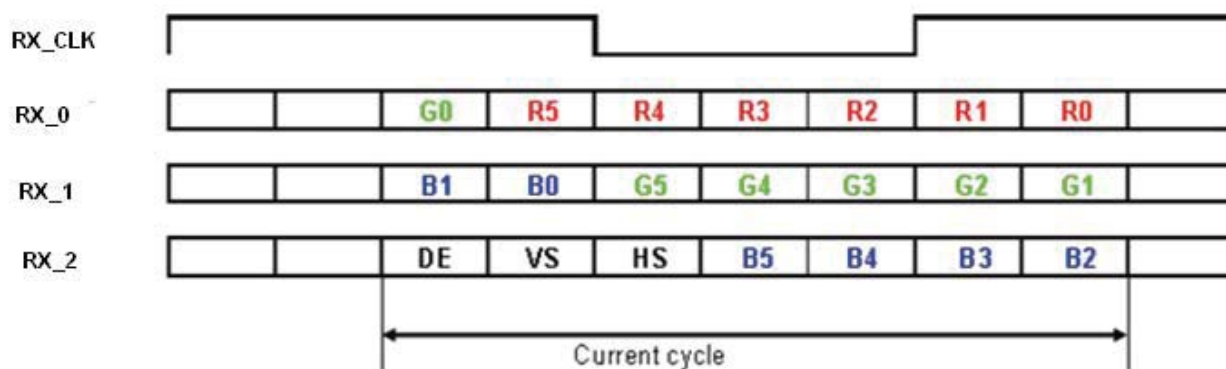 RX_CLK
RX_0 G0 R5 R4 R3 R2 R1 R0
RX_1 B1 B0 G5 G4 G3 G2 G1
RX_2 DE VS HS B5 B4 B3 B2
Current cycle